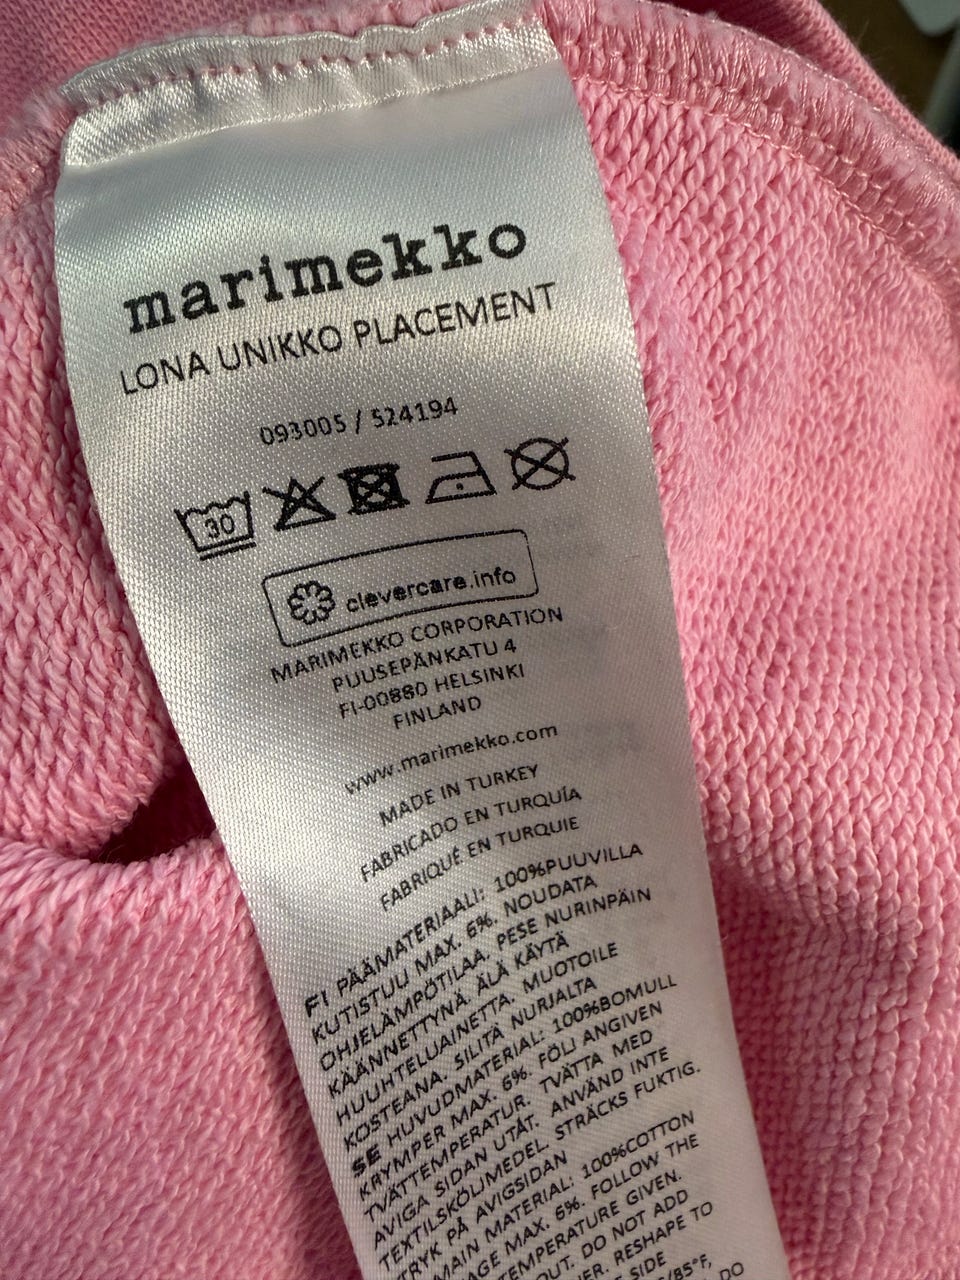 marimekko
LONA UNIKKO PLACEMENT
093005 / 524194
30
clevercare.info
MARIMEKKO CORPORATION
PUUSEPÄNKATU 4
FI-00880 HELSINKI
FINLAND
www.marimekko.com
MADE IN TURKEY
FABRICADO EN TURQUÍA
FABRIQUÉ EN TURQUIE
FI PÄÄMATERIAALI: 100%PUUVILLA
KUTISTUU MAX. 6%. NOUDATA
OHJELÄMPÖTILAA. PESE NURINPÄIN
KÄÄNNETTYNÄ. ÄLÄ KÄYTÄ
HUUHTELUAINETTA. MUOTOILE
KOSTEANA. SILITÄ NURJALTA
SE HUVUDMATERIAL: 100%BOMULL
KRYMPER MAX. 6%. FÖLJ ANGIVEN
TVÄTTEMPERATUR. TVÄTTA MED
AVIGA SIDAN UTÅT. ANVÄND INTE
TEXTILSKÖLJMEDEL. STRÄCKS FUKTIG.
TRYK PÅ AVIGSIDAN
MAIN MATERIAL: 100%COTTON
MAX. 6%. FOLLOW THE
TEMPERATURE GIVEN.
DO NOT ADD
RESHAPE TO
SIDE
/85°F,
DO